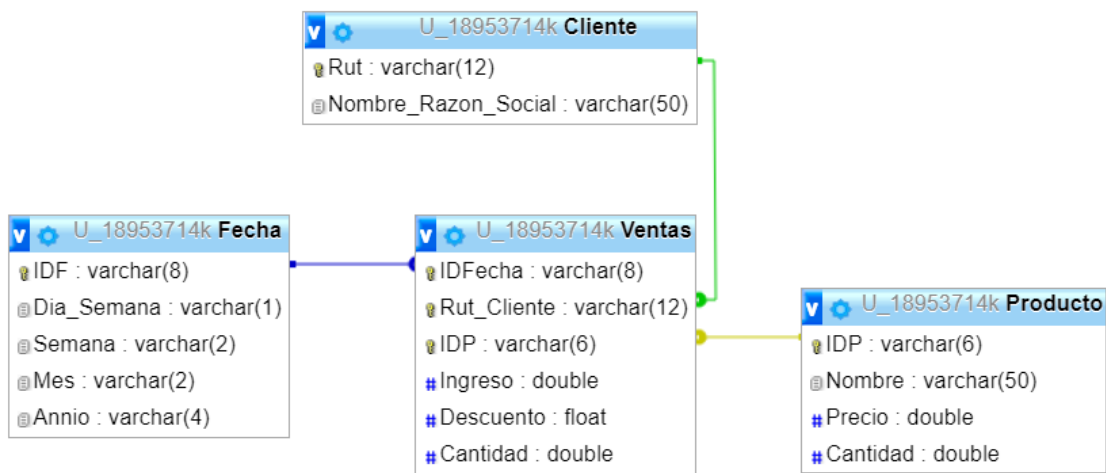 U_18953714k Cliente
Rut : varchar(12)
Nombre_Razon_Social : varchar(50)
U_18953714k Fecha
IDF : varchar(8)
Dia_Semana : varchar(1)
Semana : varchar(2)
Mes : varchar(2)
Annio : varchar(4)
U_18953714k Ventas
IDFecha : varchar(8)
Rut_Cliente : varchar(12)
IDP : varchar(6)
#Ingreso : double
#Descuento : float
#Cantidad : double
U_18953714k Producto
IDP : varchar(6)
Nombre : varchar(50)
#Precio : double
#Cantidad : double